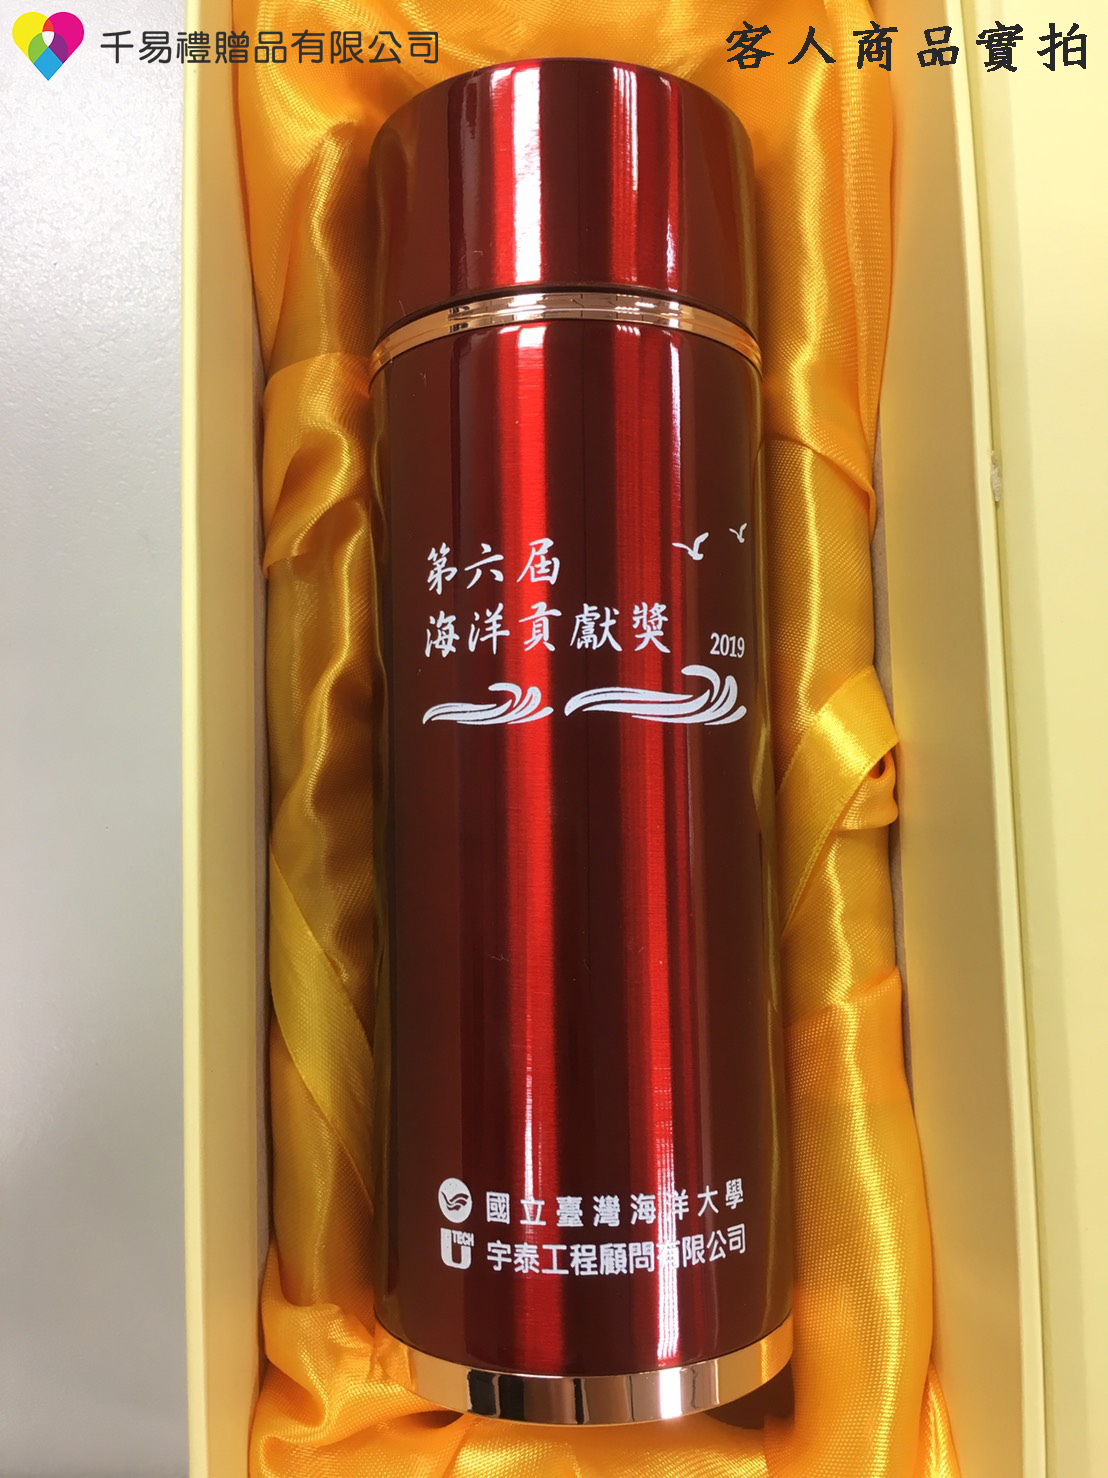 千易禮贈品有限公司
客人商品實拍
第六屆
海洋貢獻獎 2019
國立臺灣海洋大學
UTECH 宇泰工程顧問有限公司